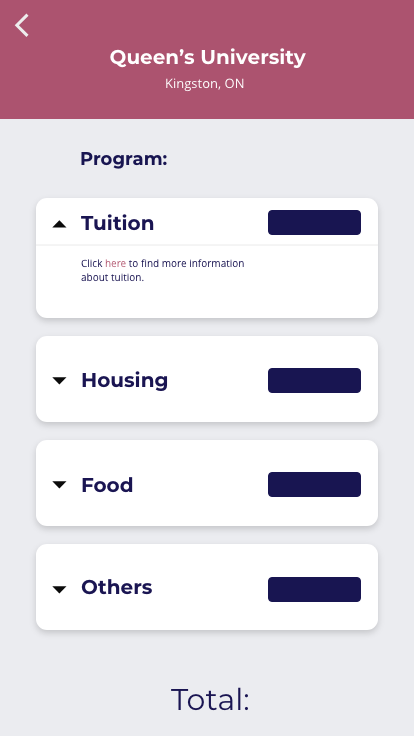 Queen’s University
Kingston, ON
Program:
Tuition
Click here to find more information
about tuition.
Housing
Food
Others
Total: